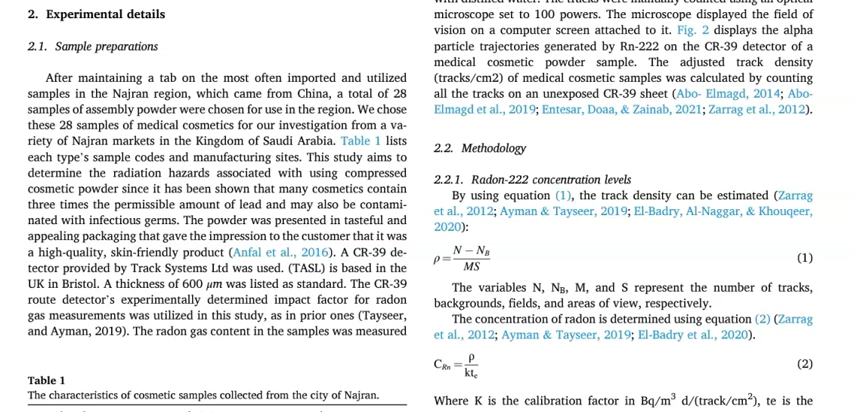 2. Experimental details
2.1. Sample preparations
After maintaining a tab on the most often imported and utilized
samples in the Najran region, which came from China, a total of 28
samples of assembly powder were chosen for use in the region. We chose
these 28 samples of medical cosmetics for our investigation from a va-
riety of Najran markets in the Kingdom of Saudi Arabia. Table 1 lists
each type's sample codes and manufacturing sites. This study aims to
determine the radiation hazards associated with using compressed
cosmetic powder since it has been shown that many cosmetics contain
three times the permissible amount of lead and may also be contami-
nated with infectious germs. The powder was presented in tasteful and
appealing packaging that gave the impression to the customer that it was
a high-quality, skin-friendly product (Anfal et al., 2016). A CR-39 de-
tector provided by Track Systems Ltd was used. (TASL) is based in the
UK in Bristol. A thickness of 600 μm was listed as standard. The CR-39
route detector's experimentally determined impact factor for radon
gas measurements was utilized in this study, as in prior ones (Tayseer,
and Ayman, 2019). The radon gas content in the samples was measured
Table 1
The characteristics of cosmetic samples collected from the city of Najran.
microscope set to 100 powers. The microscope displayed the field of
vision on a computer screen attached to it. Fig. 2 displays the alpha
particle trajectories generated by Rn-222 on the CR-39 detector of a
medical cosmetic powder sample. The adjusted track density
(tracks/cm2) of medical cosmetic samples was calculated by counting
all the tracks on an unexposed CR-39 sheet (Abo- Elmagd, 2014; Abo-
Elmagd et al., 2019; Entesar, Doaa, & Zainab, 2021; Zarrag et al., 2012).
2.2. Methodology
2.2.1. Radon-222 concentration levels
By using equation (1), the track density can be estimated (Zarrag
et al., 2012; Ayman & Tayseer, 2019; El-Badry, Al-Naggar, & Khouqeer,
2020):
ρ = (N − N_B) / MS (1)
The variables N, N_B, M, and S represent the number of tracks,
backgrounds, fields, and areas of view, respectively.
The concentration of radon is determined using equation (2) (Zarrag
et al., 2012; Ayman & Tayseer, 2019; El-Badry et al., 2020).
C_Rn = ρ / kt_e (2)
Where K is the calibration factor in Bq/m³ d/(track/cm²), te is the